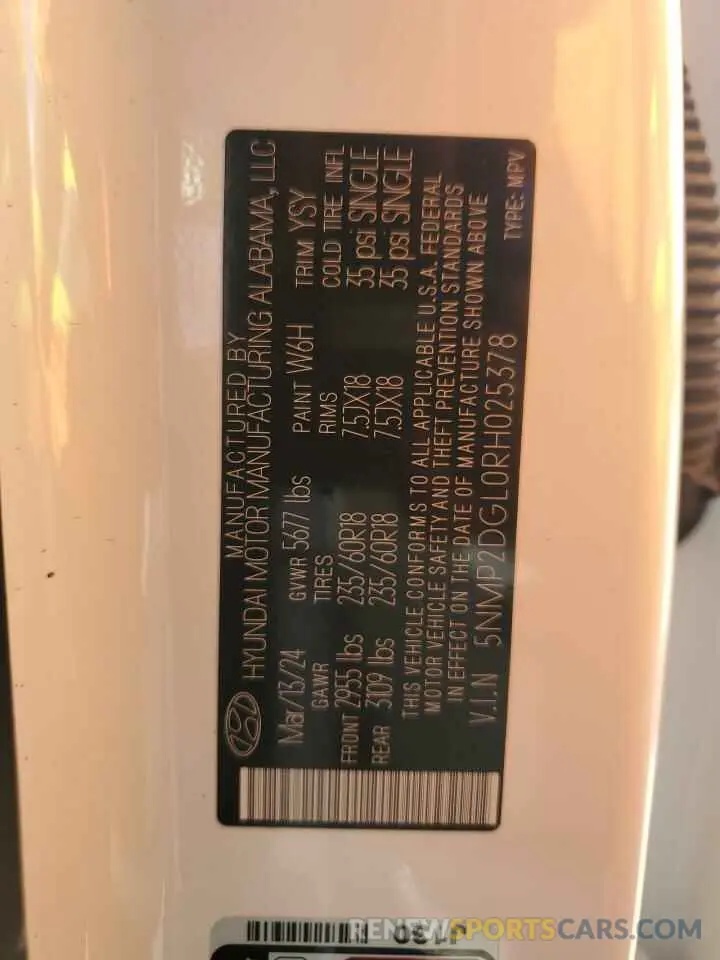 MANUFACTURED BY
HYUNDAI MOTOR MANUFACTURING ALABAMA, LLC
Mar/13/24 GVWR 5677 lbs PAINT W6H TRIM YSY
GAWR TIRES RIMS COLD TIRE INFL
FRONT 2955 lbs 235/60R18 7.5JX18 35 psi SINGLE
REAR 3109 lbs 235/60R18 7.5JX18 35 psi SINGLE
THIS VEHICLE CONFORMS TO ALL APPLICABLE U.S.A. FEDERAL
MOTOR VEHICLE SAFETY AND THEFT PREVENTION STANDARDS
IN EFFECT ON THE DATE OF MANUFACTURE SHOWN ABOVE
V.I.N 5NMP2DGL0RH025378 TYPE: MPV
RENEWSPORTSCARS.COM